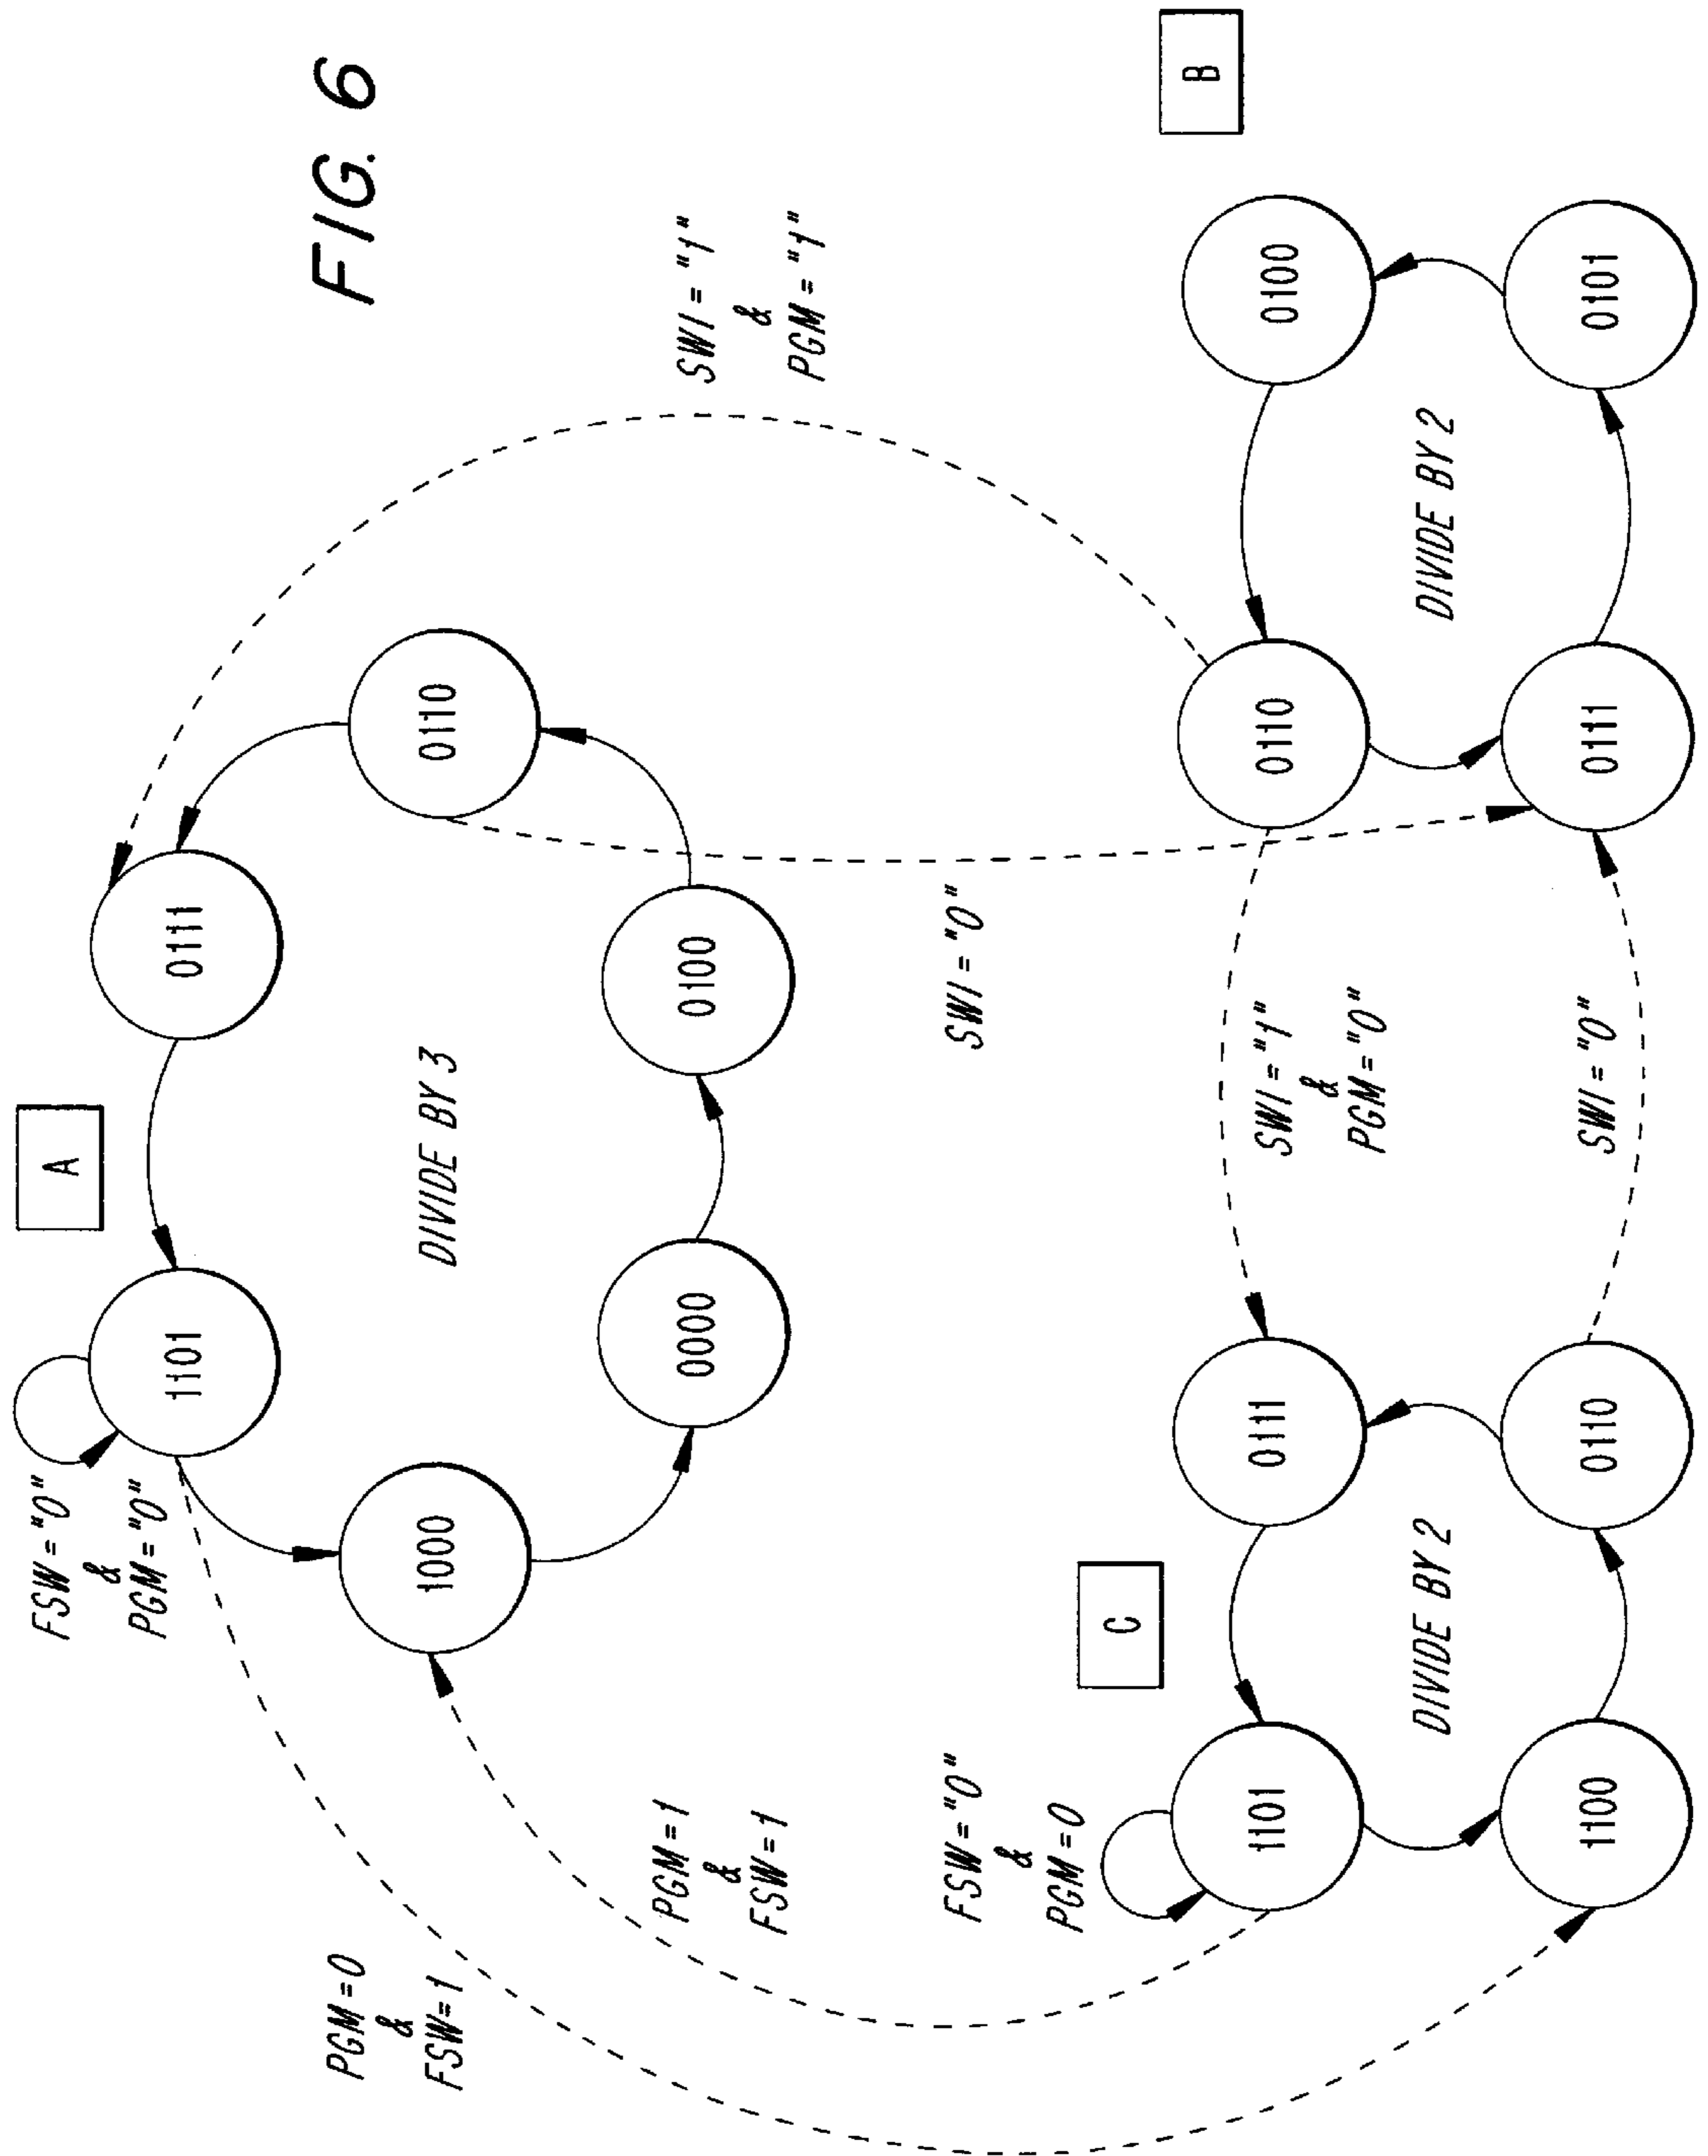 FIG. 6
A
FSW = "0"
&
PGM = "0"
1101
0111
1000
DIVIDE BY 3
0110
0000
0100
PGM = 0
&
FSW = 1
PGM = 1
&
FSW = 1
SWI = "0"
SWI = "1"
&
PGM = "1"
C
FSW = "0"
&
PGM = 0
1101
0111
DIVIDE BY 2
1100
0110
SWI = "1"
&
PGM = "0"
SWI = "0"
B
0110
0100
DIVIDE BY 2
0111
0101